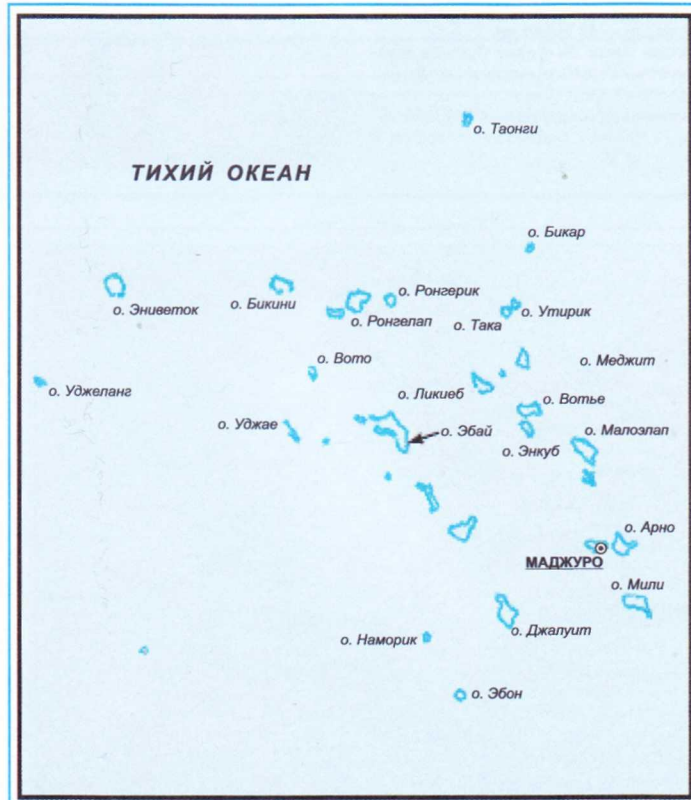 о. Таонги
ТИХИЙ ОКЕАН
о. Бикар
о. Эниветок
о. Бикини
о. Ронгерик
о. Ронгелап
о. Така
о. Утирик
о. Вото
о. Меджит
о. Уджеланг
о. Ликиеб
о. Вотье
о. Уджае
о. Эбай
о. Энкуб
о. Малоэлап
о. Арно
МАДЖУРО
о. Мили
о. Джалуит
о. Наморик
о. Эбон